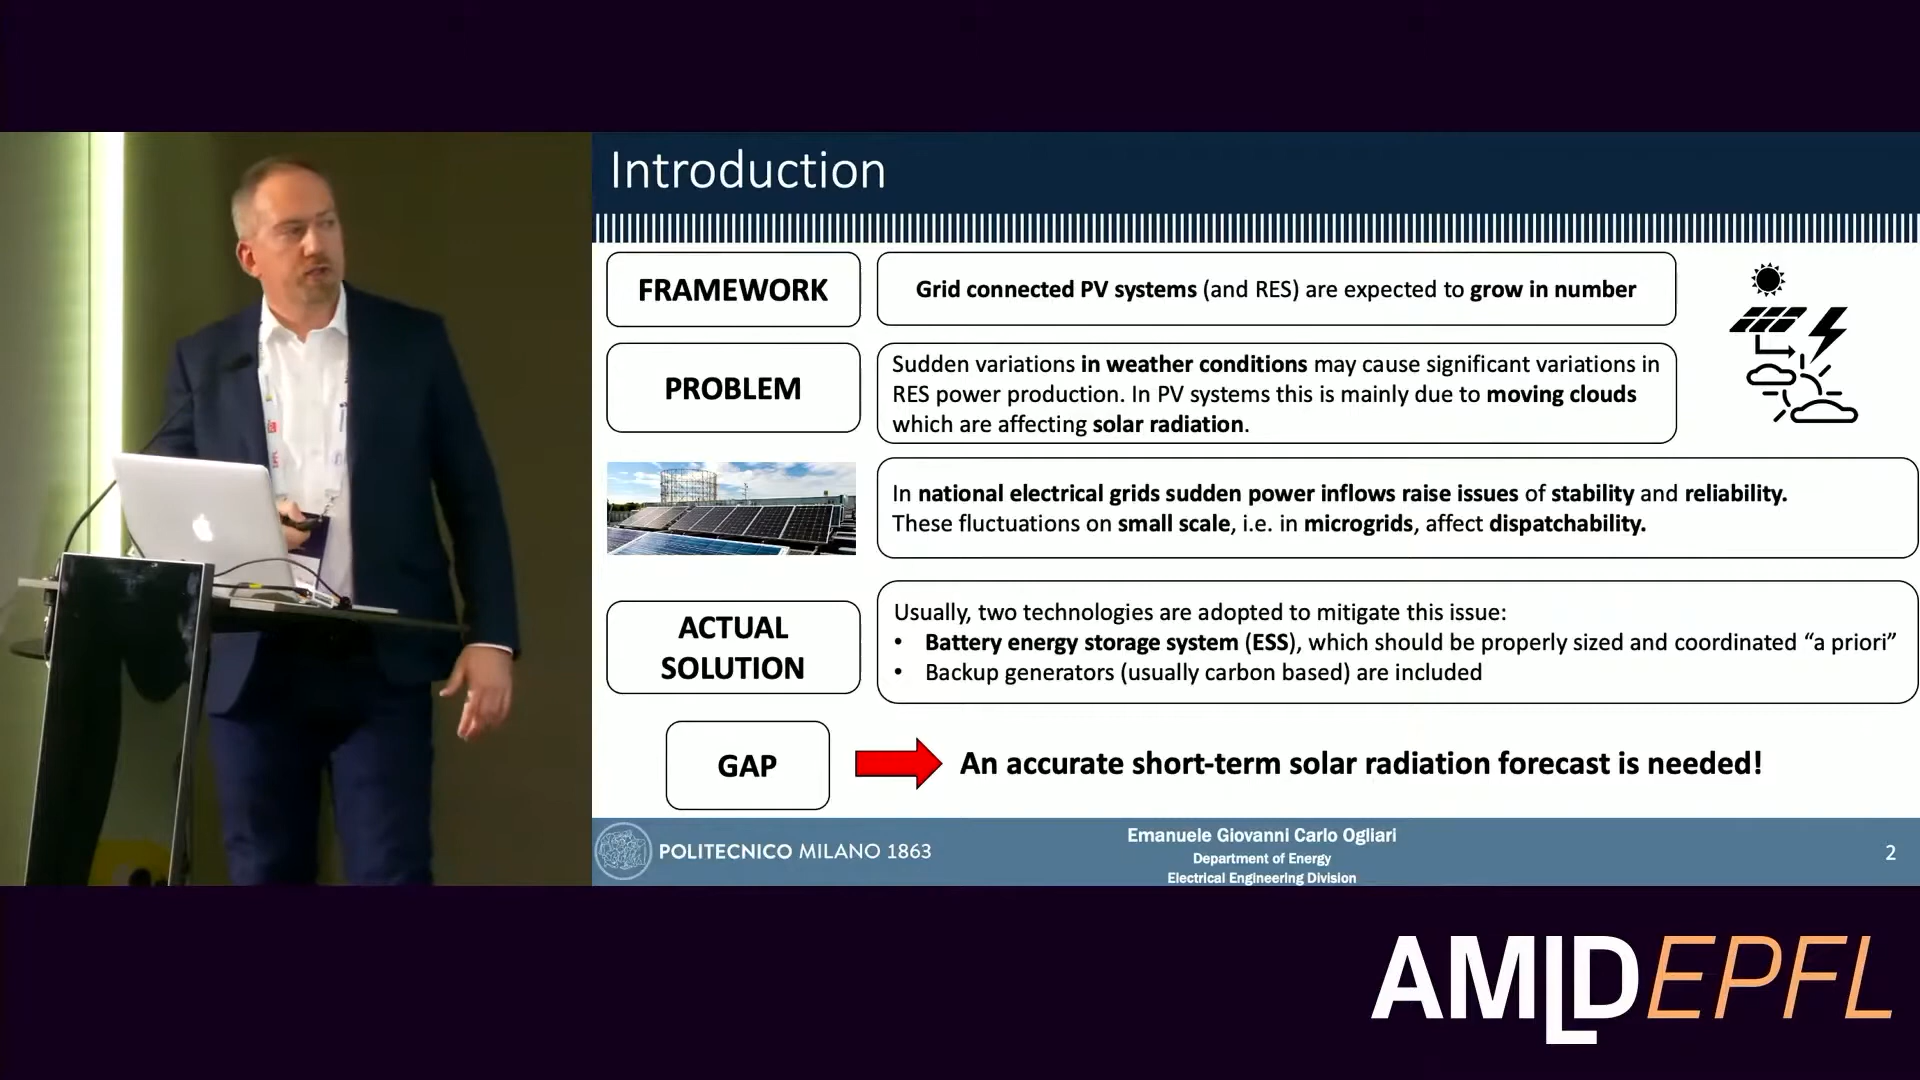 Introduction
FRAMEWORK
Grid connected PV systems (and RES) are expected to grow in number
PROBLEM
Sudden variations in weather conditions may cause significant variations in
RES power production. In PV systems this is mainly due to moving clouds
which are affecting solar radiation.
In national electrical grids sudden power inflows raise issues of stability and reliability.
These fluctuations on small scale, i.e. in microgrids, affect dispatchability.
ACTUAL
SOLUTION
Usually, two technologies are adopted to mitigate this issue:
• Battery energy storage system (ESS), which should be properly sized and coordinated “a priori”
• Backup generators (usually carbon based) are included
GAP
An accurate short-term solar radiation forecast is needed!
POLITECNICO MILANO 1863
Emanuele Giovanni Carlo Ogliari
Department of Energy
Electrical Engineering Division
2
AMLDEPFL